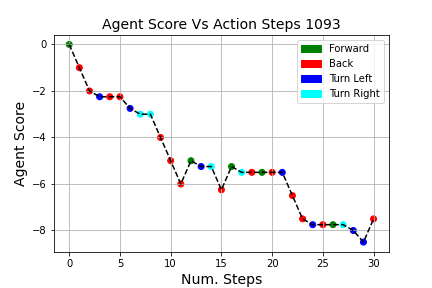 Agent Score Vs Action Steps 1093
Forward
Back
Turn Left
Turn Right
Agent Score
0
−2
−4
−6
−8
0 5 10 15 20 25 30
Num. Steps